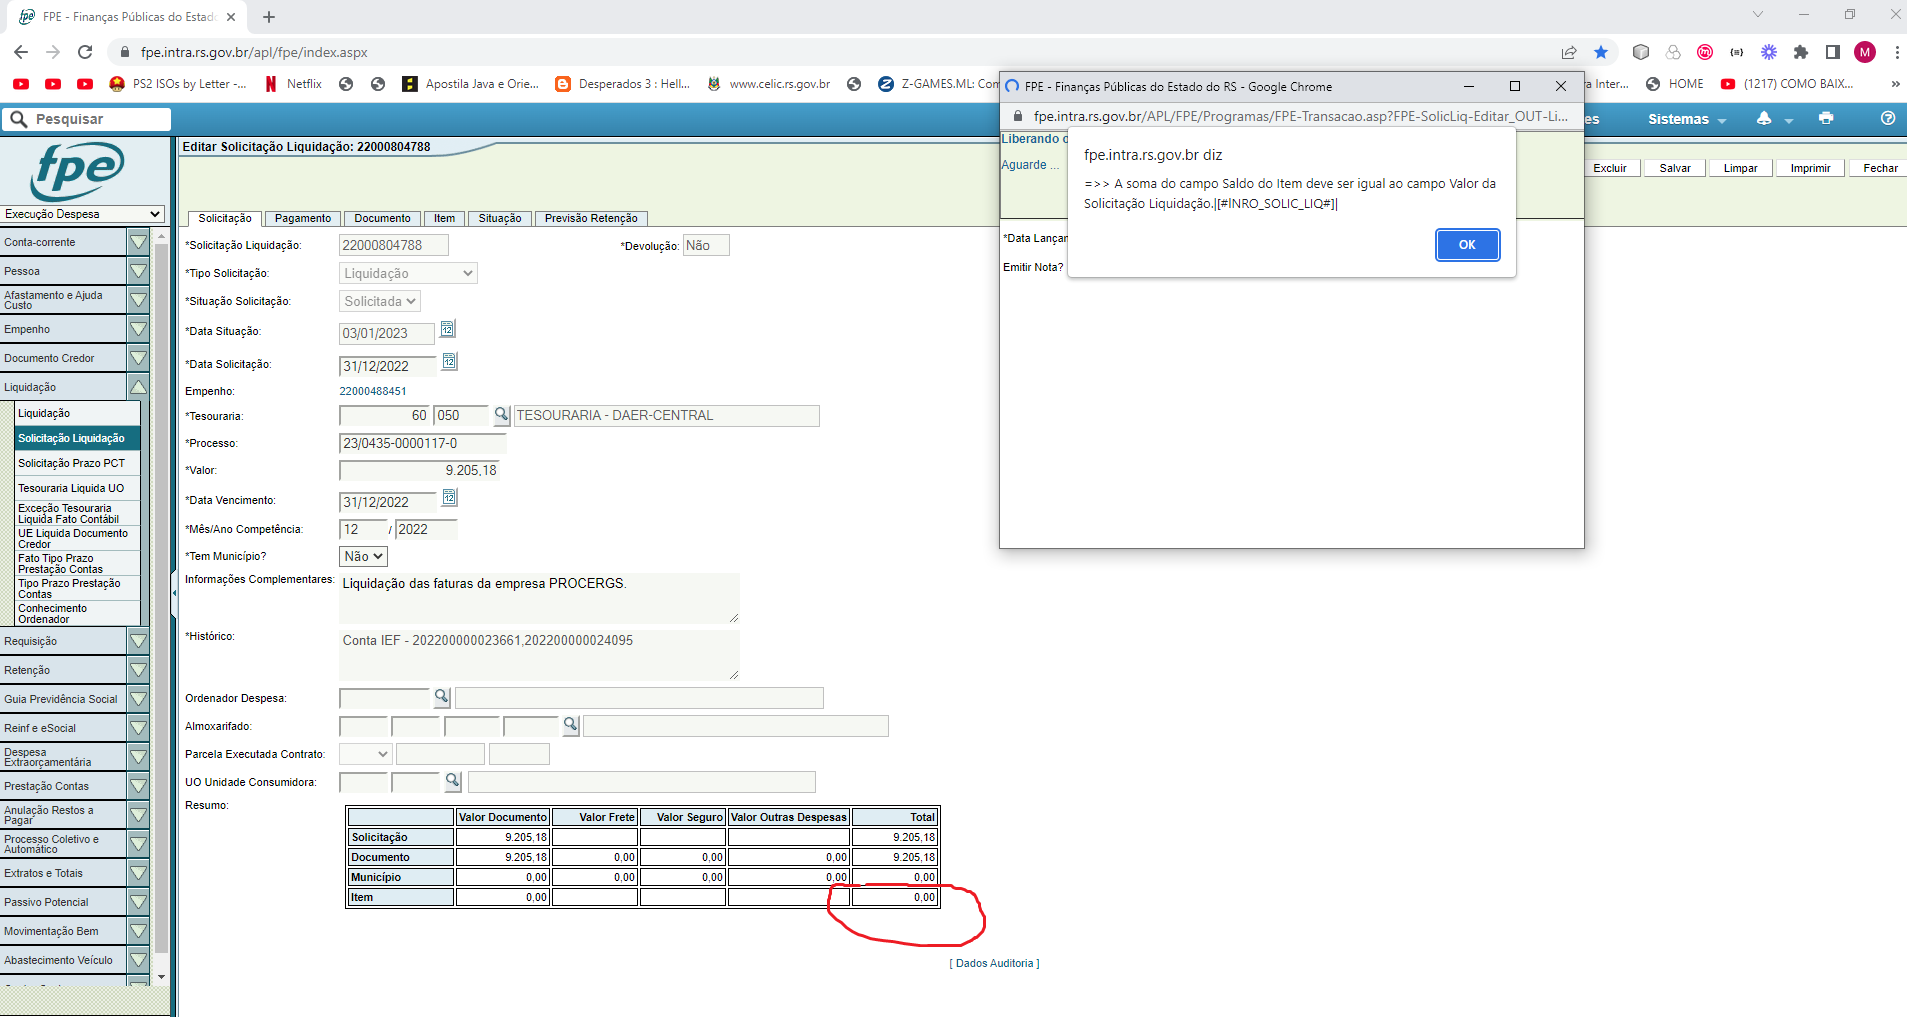 FPE - Finanças Públicas do Estado
fpe.intra.rs.gov.br/apl/fpe/index.aspx
M
PS2 ISOs by Letter -...
Netflix
Apostila Java e Orie...
Desperados 3 : Hell...
www.celic.rs.gov.br
Z-GAMES.ML: Com
ra Inter...
HOME
(1217) COMO BAIX...
»
FPE - Finanças Públicas do Estado do RS - Google Chrome
fpe.intra.rs.gov.br/APL/FPE/Programas/FPE-Transacao.asp?FPE-SolicLiq-Editar_OUT-Li...
Liberando o
Aguarde ...
*Data Lançam
Emitir Nota?
fpe.intra.rs.gov.br diz
=>> A soma do campo Saldo do Item deve ser igual ao campo Valor da
Solicitação Liquidação.|[#INRO_SOLIC_LIQ#]|
OK
Pesquisar
es
Sistemas
Editar Solicitação Liquidação: 22000804788
Excluir
Salvar
Limpar
Imprimir
Fechar
fpe
Execução Despesa
Conta-corrente
Pessoa
Afastamento e Ajuda
Custo
Empenho
Documento Credor
Liquidação
Liquidação
Solicitação Liquidação
Solicitação Prazo PCT
Tesouraria Liquida UO
Exceção Tesouraria
Liquida Fato Contábil
UE Liquida Documento
Credor
Fato Tipo Prazo
Prestação Contas
Tipo Prazo Prestação
Contas
Conhecimento
Ordenador
Requisição
Retenção
Guia Previdência Social
Reinf e eSocial
Despesa
Extraorçamentária
Prestação Contas
Anulação Restos a
Pagar
Processo Coletivo e
Automático
Extratos e Totais
Passivo Potencial
Movimentação Bem
Abastecimento Veículo
Solicitação
Pagamento
Documento
Item
Situação
Previsão Retenção
*Solicitação Liquidação: 22000804788 *Devolução: Não
*Tipo Solicitação: Liquidação
*Situação Solicitação: Solicitada
*Data Situação: 03/01/2023
*Data Solicitação: 31/12/2022
Empenho: 22000488451
*Tesouraria: 60 050 TESOURARIA - DAER-CENTRAL
*Processo: 23/0435-0000117-0
*Valor: 9.205,18
*Data Vencimento: 31/12/2022
*Mês/Ano Competência: 12 / 2022
*Tem Município? Não
Informações Complementares: Liquidação das faturas da empresa PROCERGS.
*Histórico: Conta IEF - 202200000023661,202200000024095
Ordenador Despesa:
Almoxarifado:
Parcela Executada Contrato:
UO Unidade Consumidora:
Resumo:
Valor Documento Valor Frete Valor Seguro Valor Outras Despesas Total
Solicitação 9.205,18 9.205,18
Documento 9.205,18 0,00 0,00 0,00 9.205,18
Município 0,00 0,00 0,00 0,00 0,00
Item 0,00 0,00
[ Dados Auditoria ]